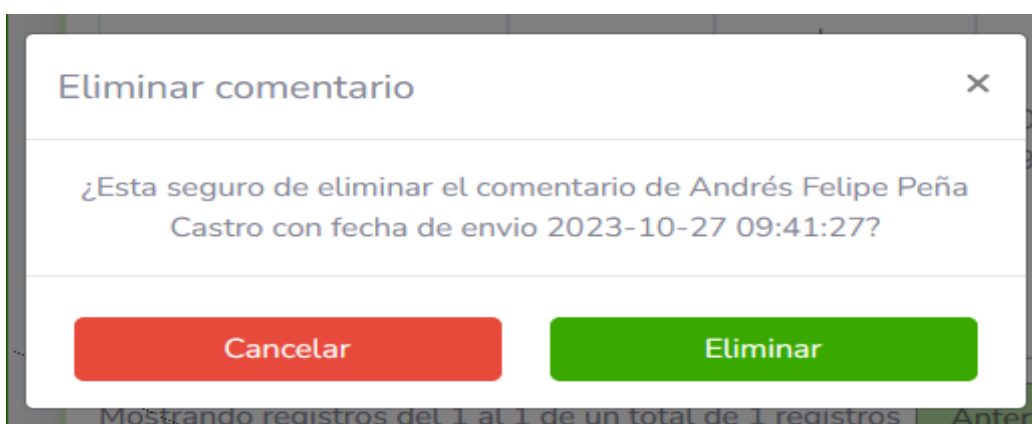 Eliminar comentario ×
¿Esta seguro de eliminar el comentario de Andrés Felipe Peña
Castro con fecha de envio 2023-10-27 09:41:27?
Cancelar Eliminar
Mostrando registros del 1 al 1 de un total de 1 registros